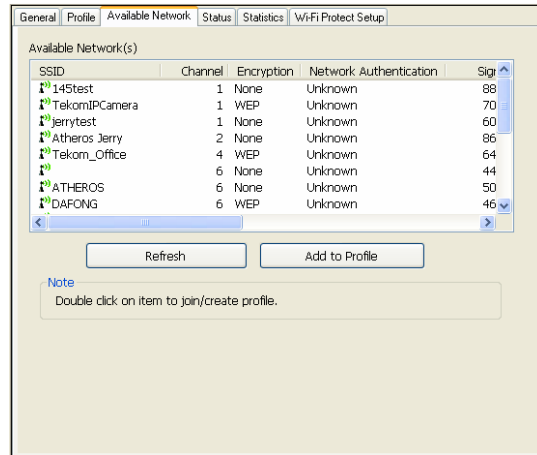 General Profile Available Network Status Statistics Wi-Fi Protect Setup
Available Network(s)
SSID Channel Encryption Network Authentication Sigr
145test 1 None Unknown 88
TekomIPCamera 1 WEP Unknown 70
jerrytest 1 None Unknown 60
Atheros Jerry 2 None Unknown 86
Tekom_Office 4 WEP Unknown 64
6 None Unknown 44
ATHEROS 6 None Unknown 50
DAFONG 6 WEP Unknown 46
Refresh Add to Profile
Note
Double click on item to join/create profile.